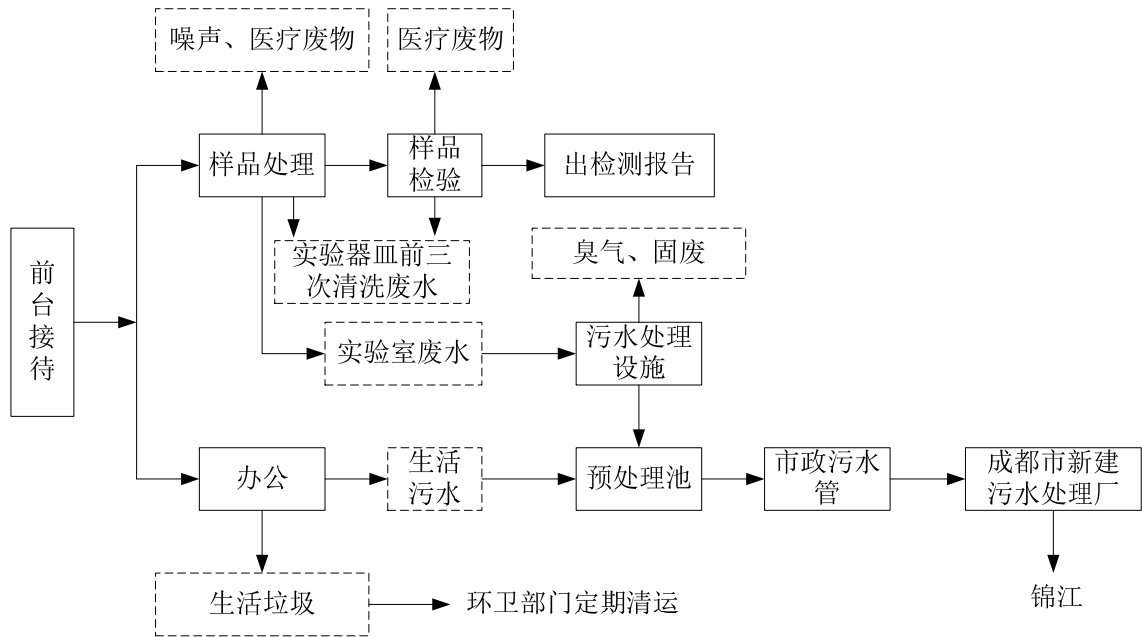 噪声、医疗废物
医疗废物
样品处理
样品
检验
出检测报告
前
台
接
待
实验器皿前三
次清洗废水
臭气、固废
实验室废水
污水处理
设施
办公
生活
污水
预处理池
市政污水
管
成都市新建
污水处理厂
生活垃圾
环卫部门定期清运
锦江